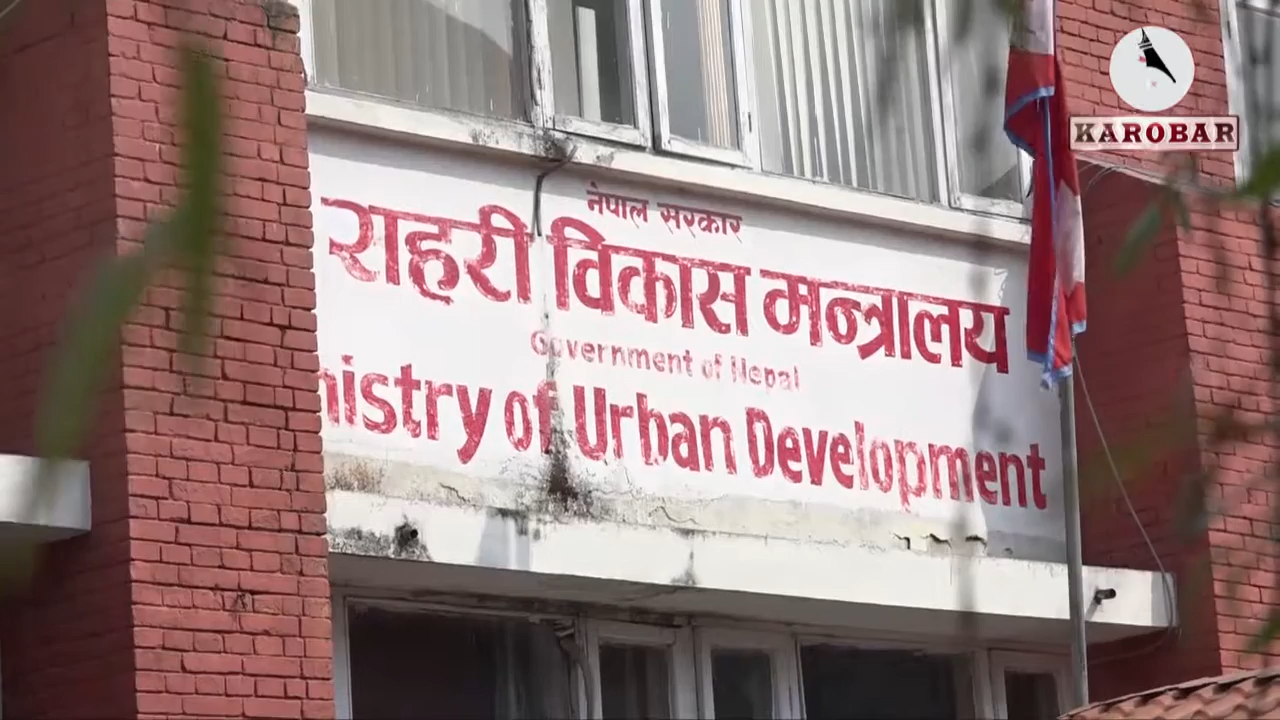 नेपाल सरकार
राहरी विकास मन्त्रालय
Government of Nepal
nistry of Urban Development
KAROBAR